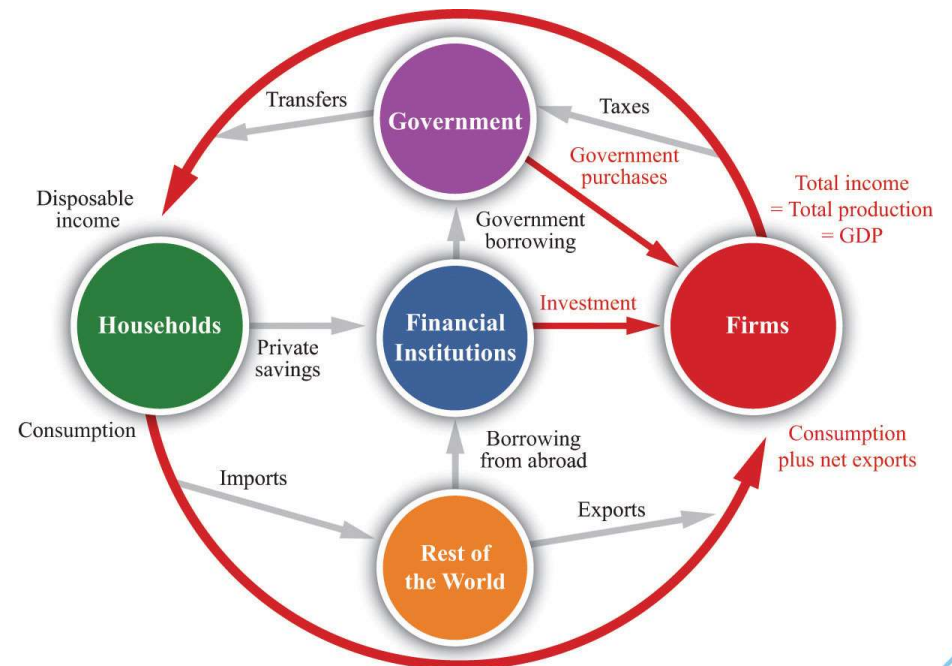 Transfers
Government
Taxes
Government
purchases
Disposable
income
Total income
= Total production
= GDP
Government
borrowing
Households
Private
savings
Financial
Institutions
Investment
Firms
Consumption
Borrowing
from abroad
Consumption
plus net exports
Imports
Exports
Rest of
the World